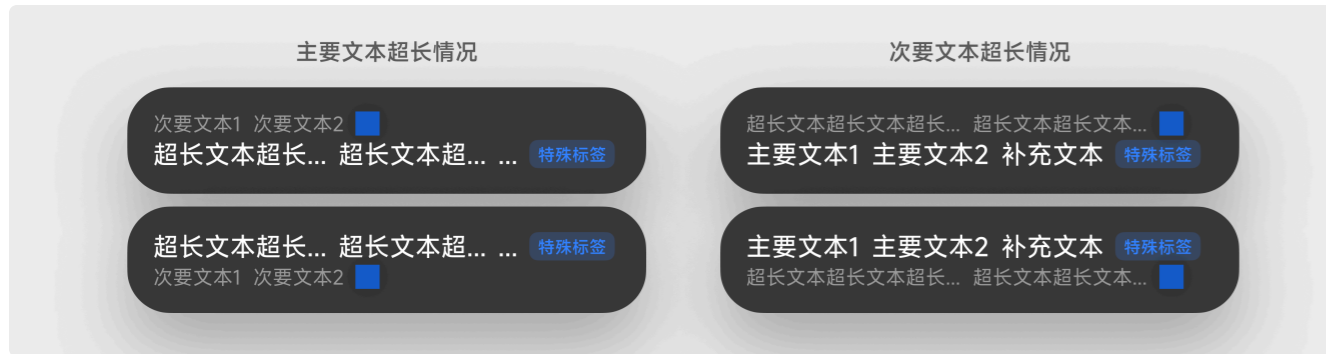 主要文本超长情况
次要文本1 次要文本2
超长文本超长... 超长文本超... ... 特殊标签
超长文本超长... 超长文本超... ... 特殊标签
次要文本1 次要文本2
次要文本超长情况
超长文本超长文本超长... 超长文本超长文本...
主要文本1 主要文本2 补充文本 特殊标签
主要文本1 主要文本2 补充文本 特殊标签
超长文本超长文本超长... 超长文本超长文本...